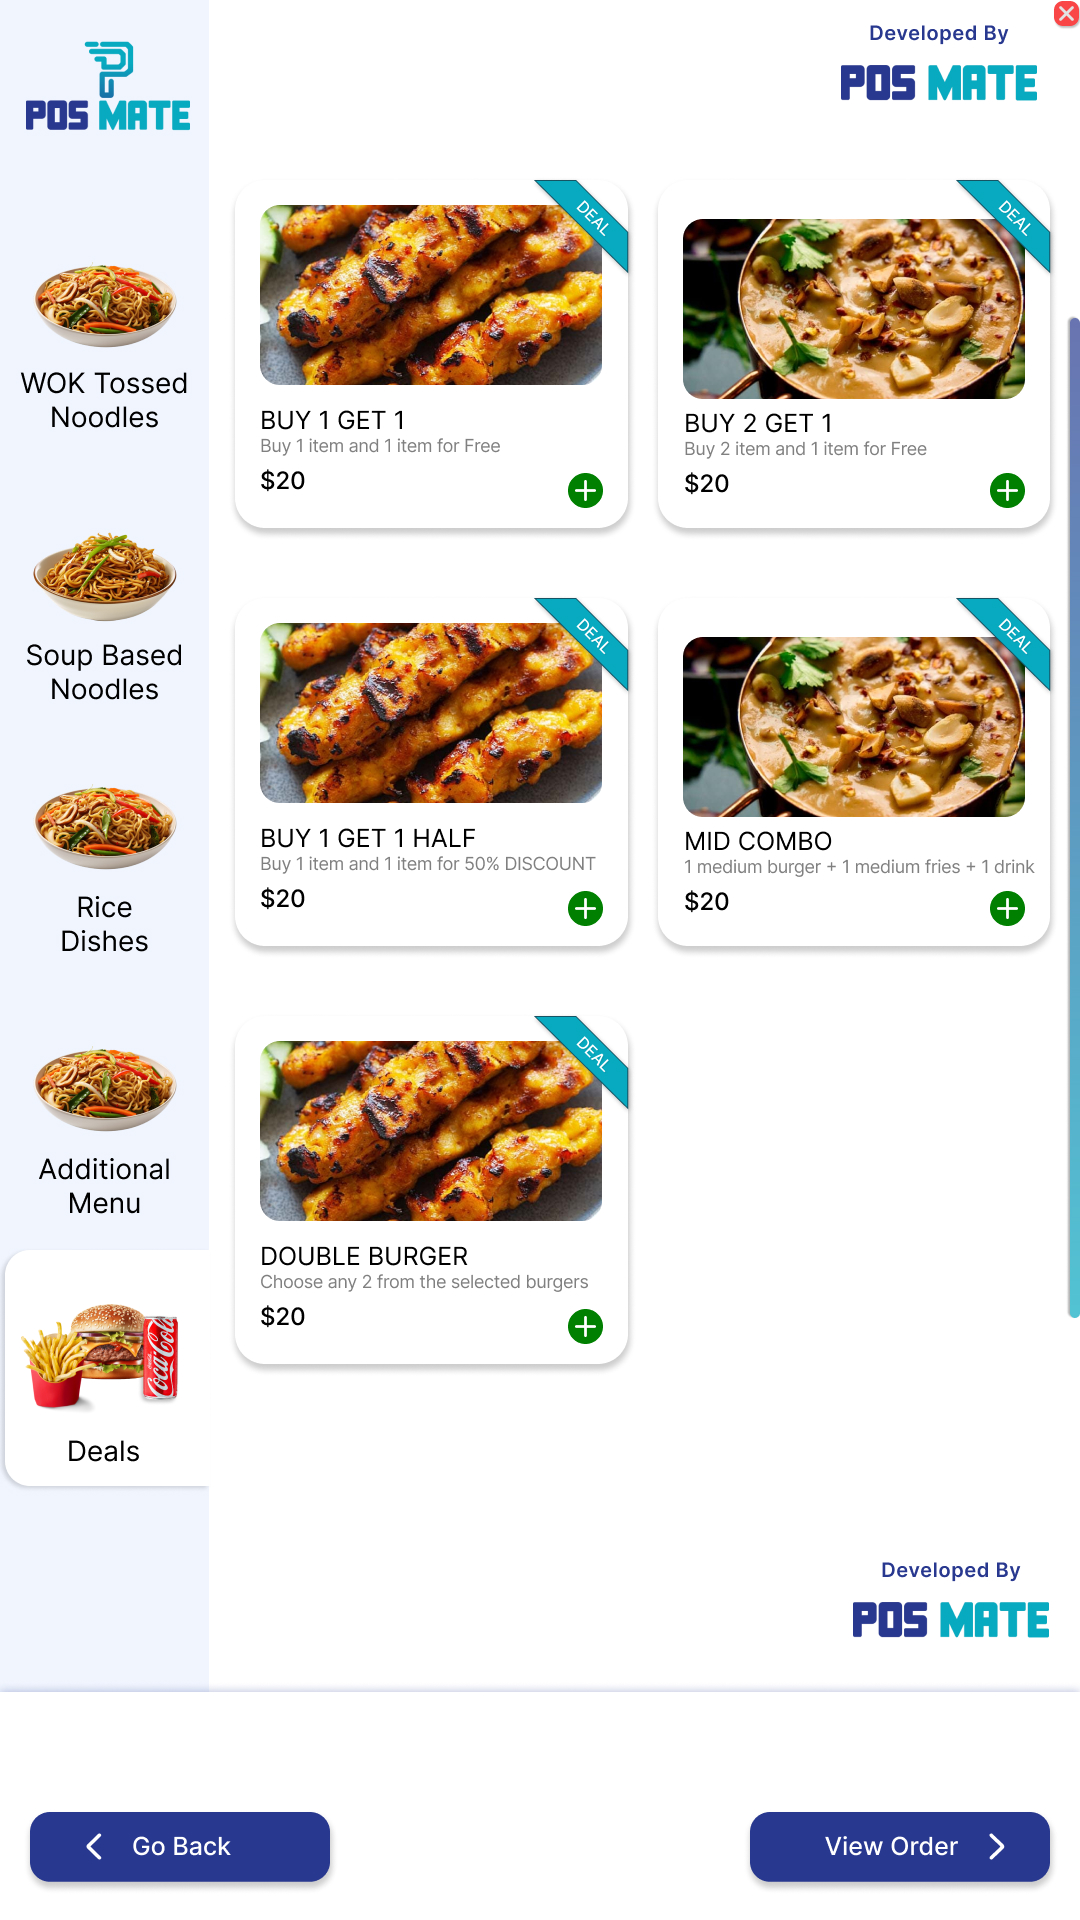 POS MATE
Developed By
POS MATE
WOK Tossed
Noodles
Soup Based
Noodles
Rice
Dishes
Additional
Menu
Coca-Cola
Deals
DEAL
BUY 1 GET 1
Buy 1 item and 1 item for Free
$20
DEAL
BUY 2 GET 1
Buy 2 item and 1 item for Free
$20
DEAL
BUY 1 GET 1 HALF
Buy 1 item and 1 item for 50% DISCOUNT
$20
DEAL
MID COMBO
1 medium burger + 1 medium fries + 1 drink
$20
DEAL
DOUBLE BURGER
Choose any 2 from the selected burgers
$20
Developed By
POS MATE
Go Back
View Order